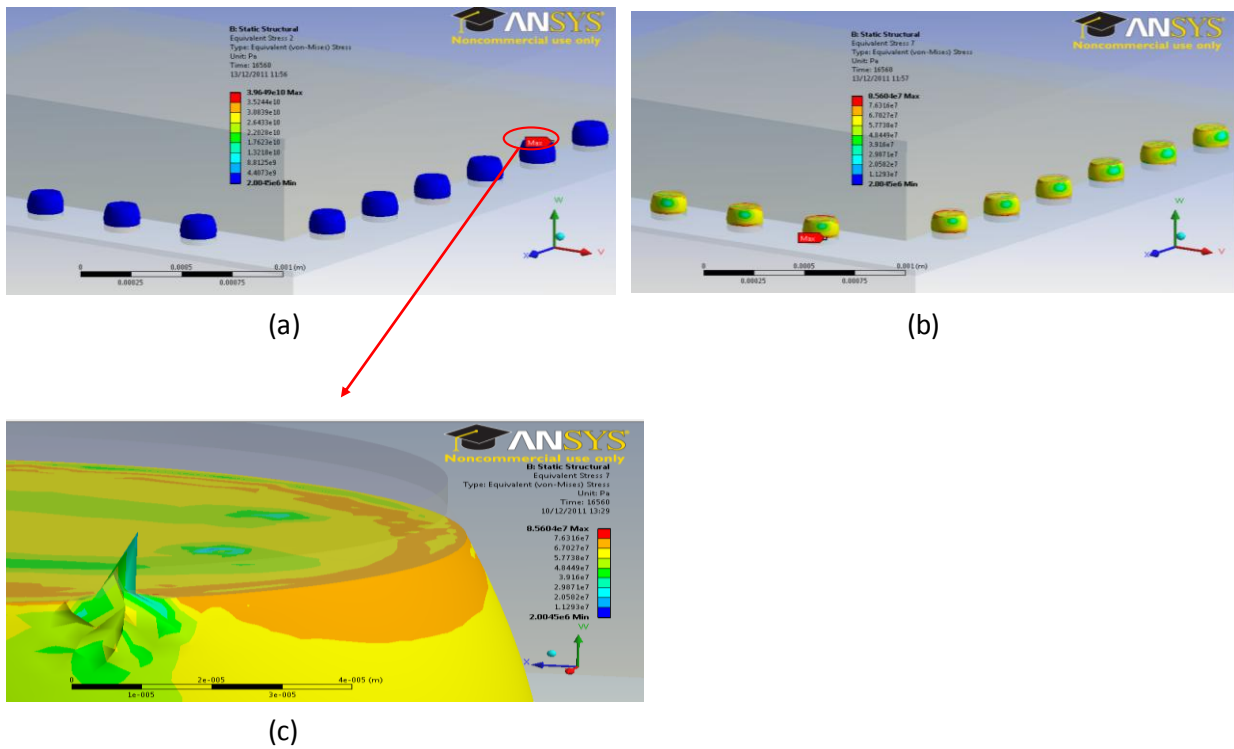 ANSYS
Noncommercial use only
B: Static Structural
Equivalent Stress 2
Type: Equivalent (von-Mises) Stress
Unit: Pa
Time: 16560
13/12/2011 11:56
3.9649e10 Max
3.5244e10
3.0839e10
2.6433e10
2.2028e10
1.7623e10
1.3218e10
8.8125e9
4.4073e9
2.0045e6 Min
Max
W
X
V
0
0.0005
0.001 (m)
0.00025
0.00075
(a)
ANSYS
Noncommercial use only
B: Static Structural
Equivalent Stress 7
Type: Equivalent (von-Mises) Stress
Unit: Pa
Time: 16560
13/12/2011 11:57
8.5604e7 Max
7.6316e7
6.7027e7
5.7738e7
4.8449e7
3.916e7
2.9871e7
2.0582e7
1.1293e7
2.0045e6 Min
Max
W
X
V
0
0.0005
0.001 (m)
0.00025
0.00075
(b)
ANSYS
Noncommercial use only
B: Static Structural
Equivalent Stress 7
Type: Equivalent (von-Mises) Stress
Unit: Pa
Time: 16560
10/12/2011 13:29
8.5604e7 Max
7.6316e7
6.7027e7
5.7738e7
4.8449e7
3.916e7
2.9871e7
2.0582e7
1.1293e7
2.0045e6 Min
W
X
0
2e-005
4e-005 (m)
1e-005
3e-005
(c)